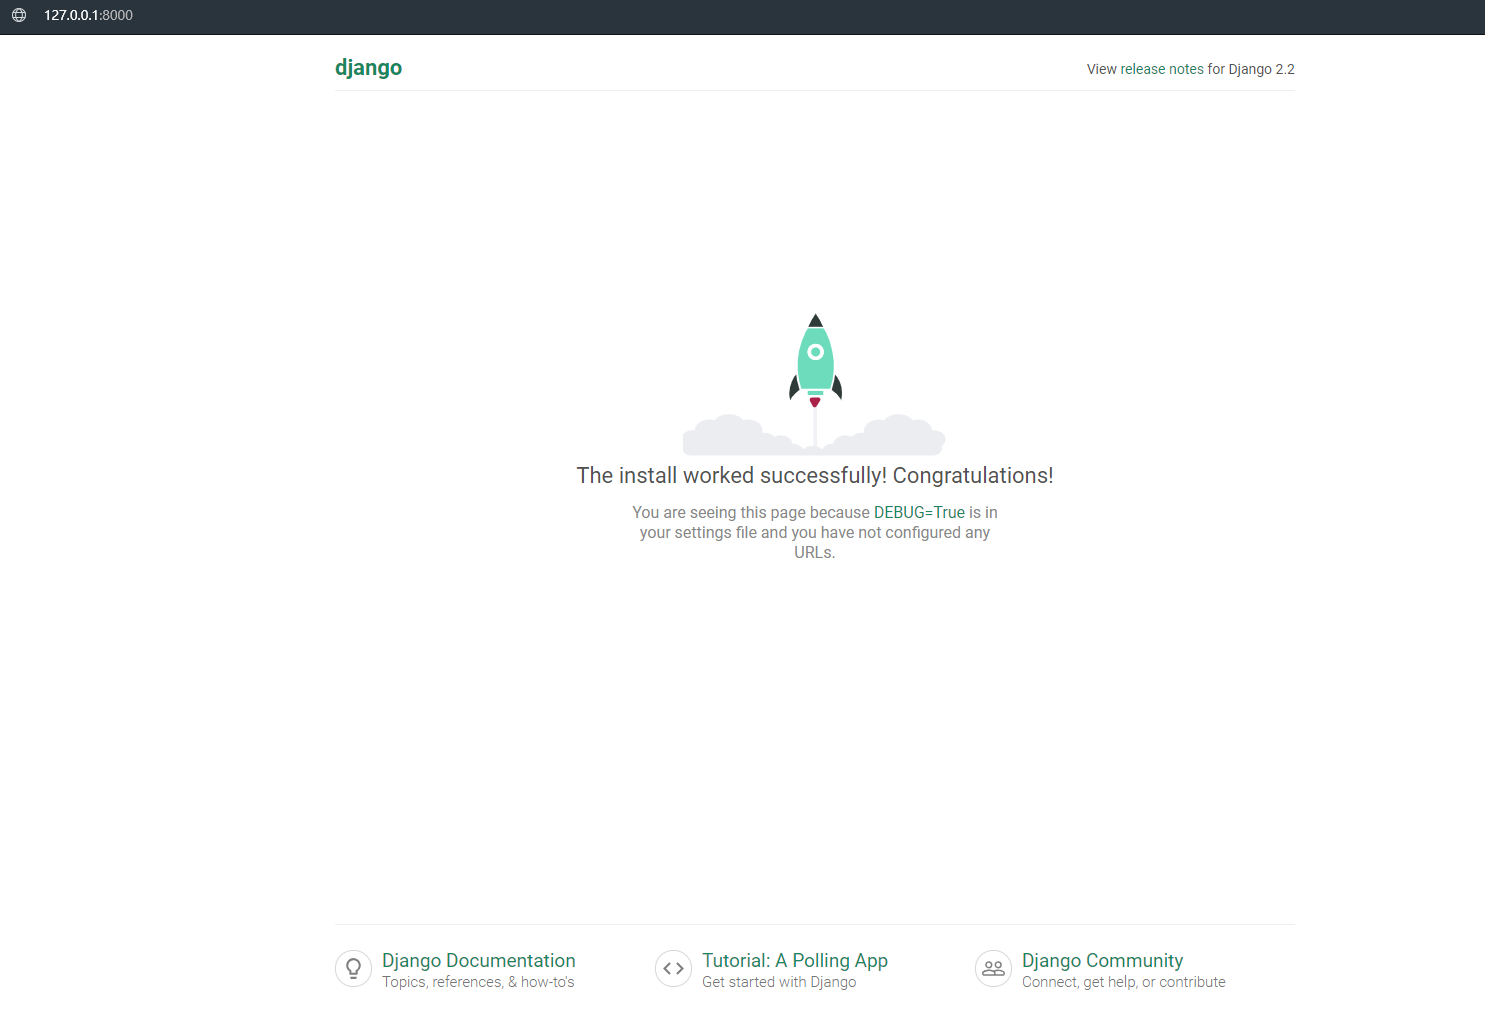 127.0.0.1:8000
django
View release notes for Django 2.2
The install worked successfully! Congratulations!
You are seeing this page because DEBUG=True is in
your settings file and you have not configured any
URLs.
Django Documentation
Topics, references, & how-to's
Tutorial: A Polling App
Get started with Django
Django Community
Connect, get help, or contribute